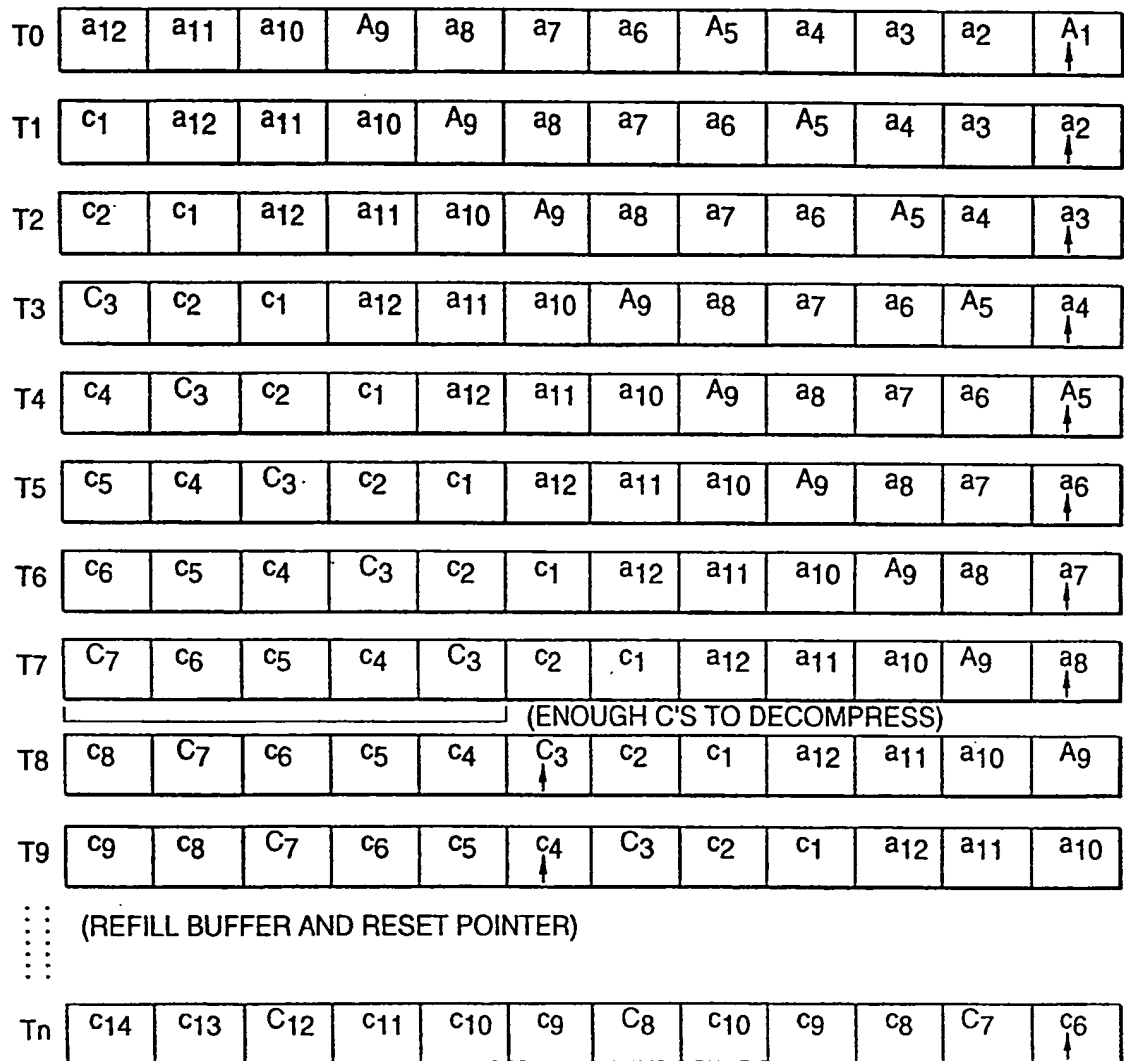 T0 a12 a11 a10 A9 a8 a7 a6 A5 a4 a3 a2 A1
T1 c1 a12 a11 a10 A9 a8 a7 a6 A5 a4 a3 a2
T2 c2 c1 a12 a11 a10 A9 a8 a7 a6 A5 a4 a3
T3 C3 c2 c1 a12 a11 a10 A9 a8 a7 a6 A5 a4
T4 c4 C3 c2 c1 a12 a11 a10 A9 a8 a7 a6 A5
T5 c5 c4 C3 c2 c1 a12 a11 a10 A9 a8 a7 a6
T6 c6 c5 c4 C3 c2 c1 a12 a11 a10 A9 a8 a7
T7 C7 c6 c5 c4 C3 c2 c1 a12 a11 a10 A9 a8
(ENOUGH C'S TO DECOMPRESS)
T8 c8 C7 c6 c5 c4 C3 c2 c1 a12 a11 a10 A9
T9 c9 c8 C7 c6 c5 c4 C3 c2 c1 a12 a11 a10
(REFILL BUFFER AND RESET POINTER)
Tn c14 c13 C12 c11 c10 c9 C8 c10 c9 c8 C7 c6